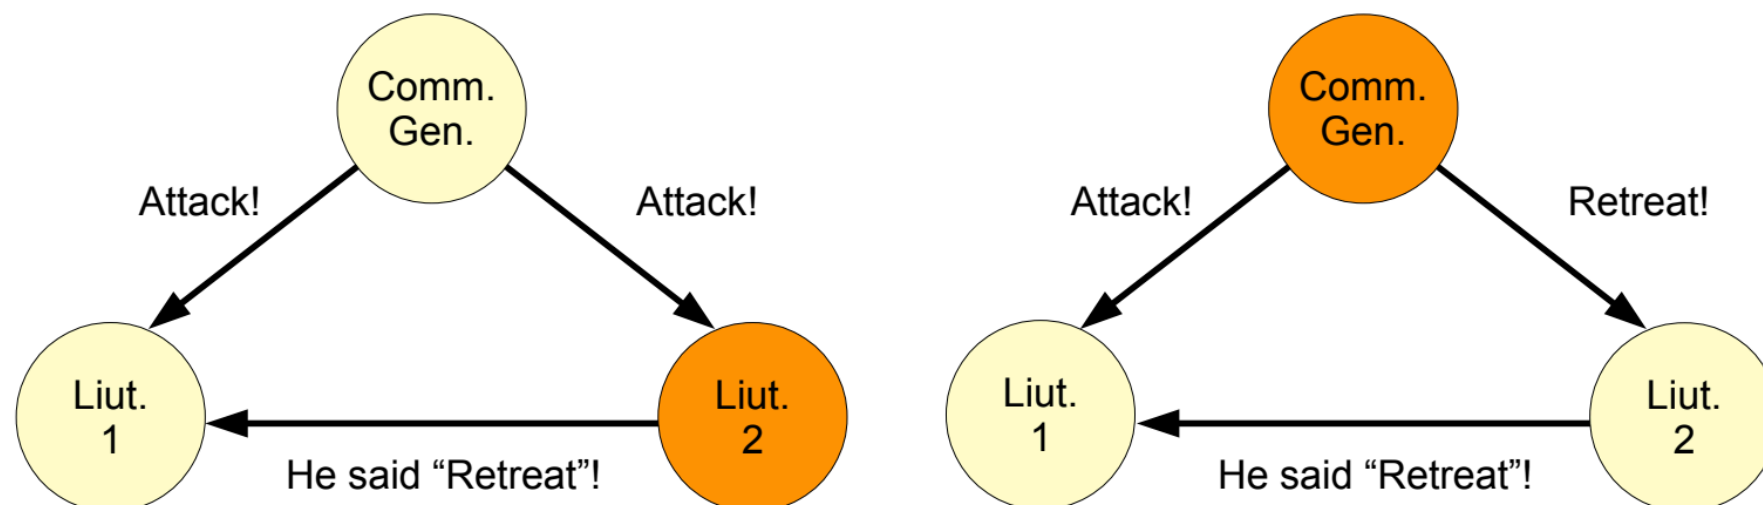 Comm.
Gen.
Attack!
Attack!
Liut.
1
Liut.
2
He said “Retreat”!
Comm.
Gen.
Attack!
Retreat!
Liut.
1
Liut.
2
He said “Retreat”!